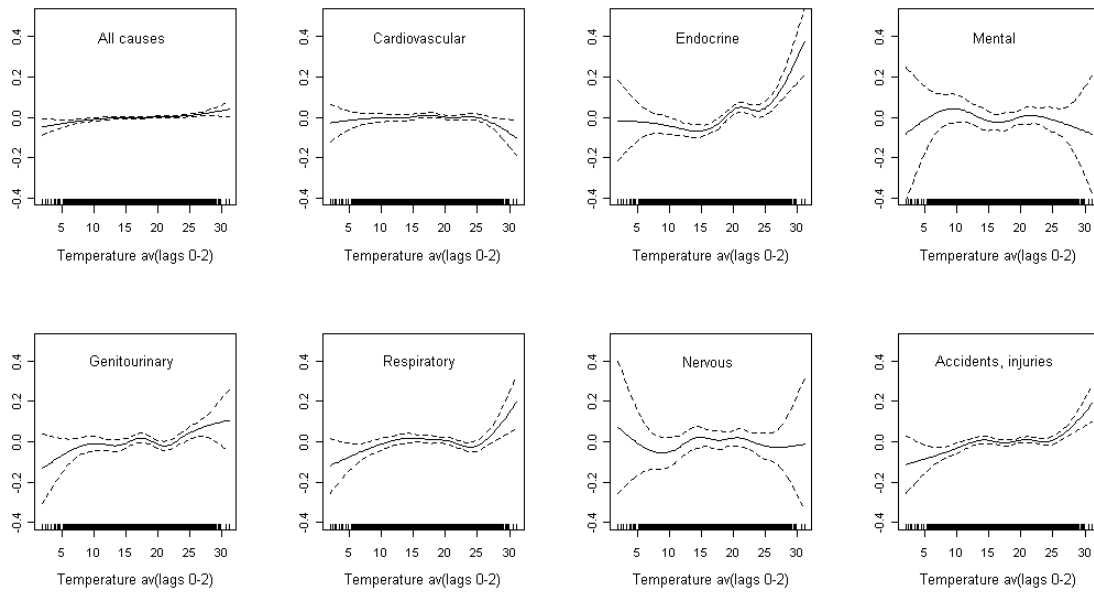 All causes
0.4
0.2
0.0
-0.2
-0.4
5 10 15 20 25 30
Temperature av(lags 0-2)
Cardiovascular
0.4
0.2
0.0
-0.2
-0.4
5 10 15 20 25 30
Temperature av(lags 0-2)
Endocrine
0.4
0.2
0.0
-0.2
-0.4
5 10 15 20 25 30
Temperature av(lags 0-2)
Mental
0.4
0.2
0.0
-0.2
-0.4
5 10 15 20 25 30
Temperature av(lags 0-2)
Genitourinary
0.4
0.2
0.0
-0.2
-0.4
5 10 15 20 25 30
Temperature av(lags 0-2)
Respiratory
0.4
0.2
0.0
-0.2
-0.4
5 10 15 20 25 30
Temperature av(lags 0-2)
Nervous
0.4
0.2
0.0
-0.2
-0.4
5 10 15 20 25 30
Temperature av(lags 0-2)
Accidents, injuries
0.4
0.2
0.0
-0.2
-0.4
5 10 15 20 25 30
Temperature av(lags 0-2)